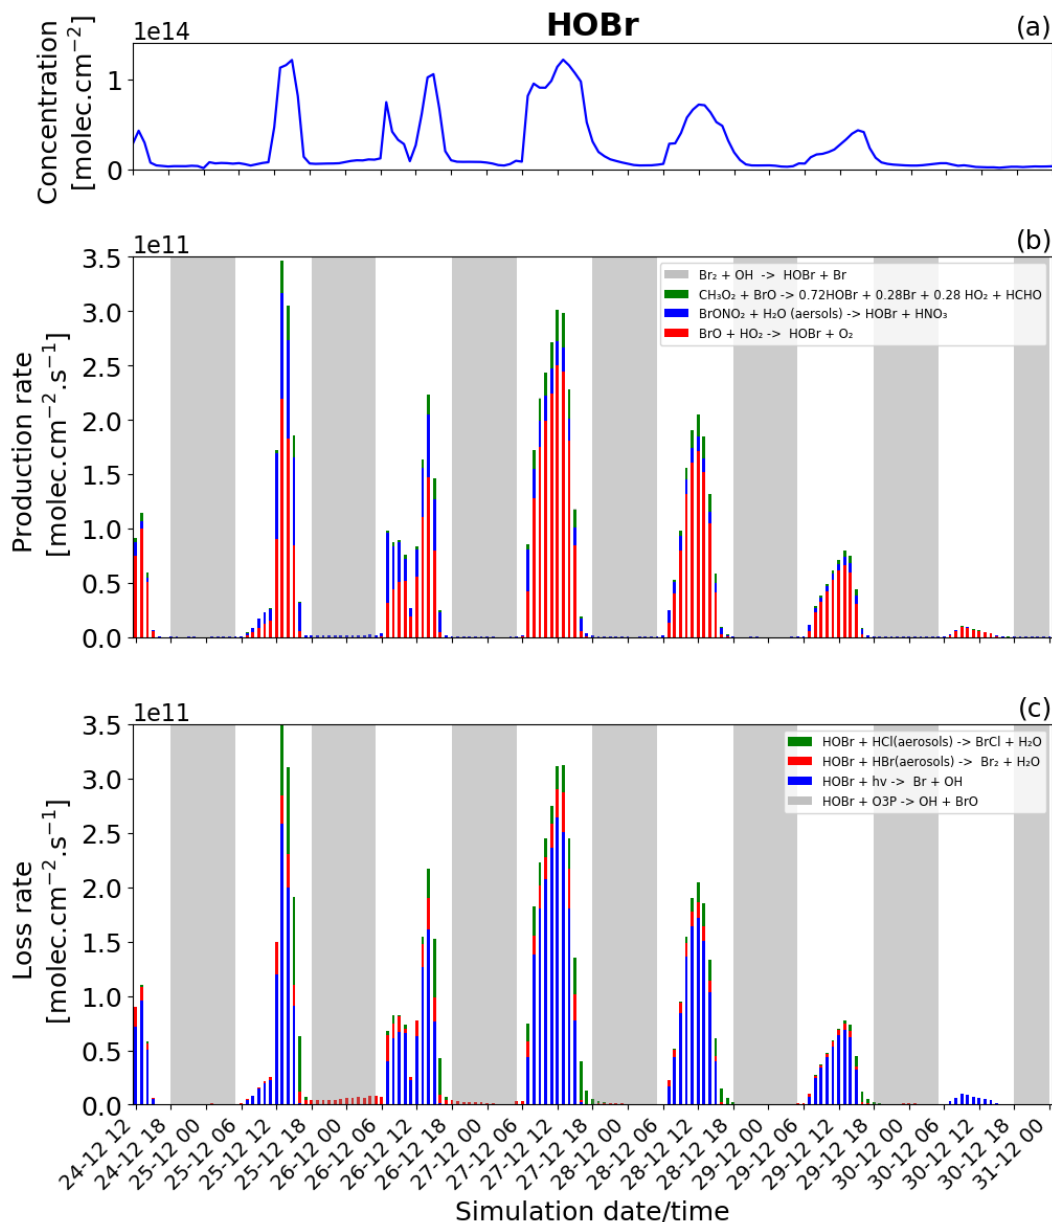 HOBr
(a)
1e14
Concentration
[molec.cm⁻²]
1
0
(b)
1e11
Production rate
[molec.cm⁻².s⁻¹]
3.5
3.0
2.5
2.0
1.5
1.0
0.5
0.0
Br₂ + OH -> HOBr + Br
CH₃O₂ + BrO -> 0.72HOBr + 0.28Br + 0.28 HO₂ + HCHO
BrONO₂ + H₂O (aersols) -> HOBr + HNO₃
BrO + HO₂ -> HOBr + O₂
(c)
1e11
Loss rate
[molec.cm⁻².s⁻¹]
3.5
3.0
2.5
2.0
1.5
1.0
0.5
0.0
HOBr + HCl(aerosols) -> BrCl + H₂O
HOBr + HBr(aerosols) -> Br₂ + H₂O
HOBr + hv -> Br + OH
HOBr + O3P -> OH + BrO
24-12 12
24-12 18
25-12 00
25-12 06
25-12 12
25-12 18
26-12 00
26-12 06
26-12 12
26-12 18
27-12 00
27-12 06
27-12 12
27-12 18
28-12 00
28-12 06
28-12 12
28-12 18
29-12 00
29-12 06
29-12 12
29-12 18
30-12 00
30-12 06
30-12 12
30-12 18
31-12 00
Simulation date/time